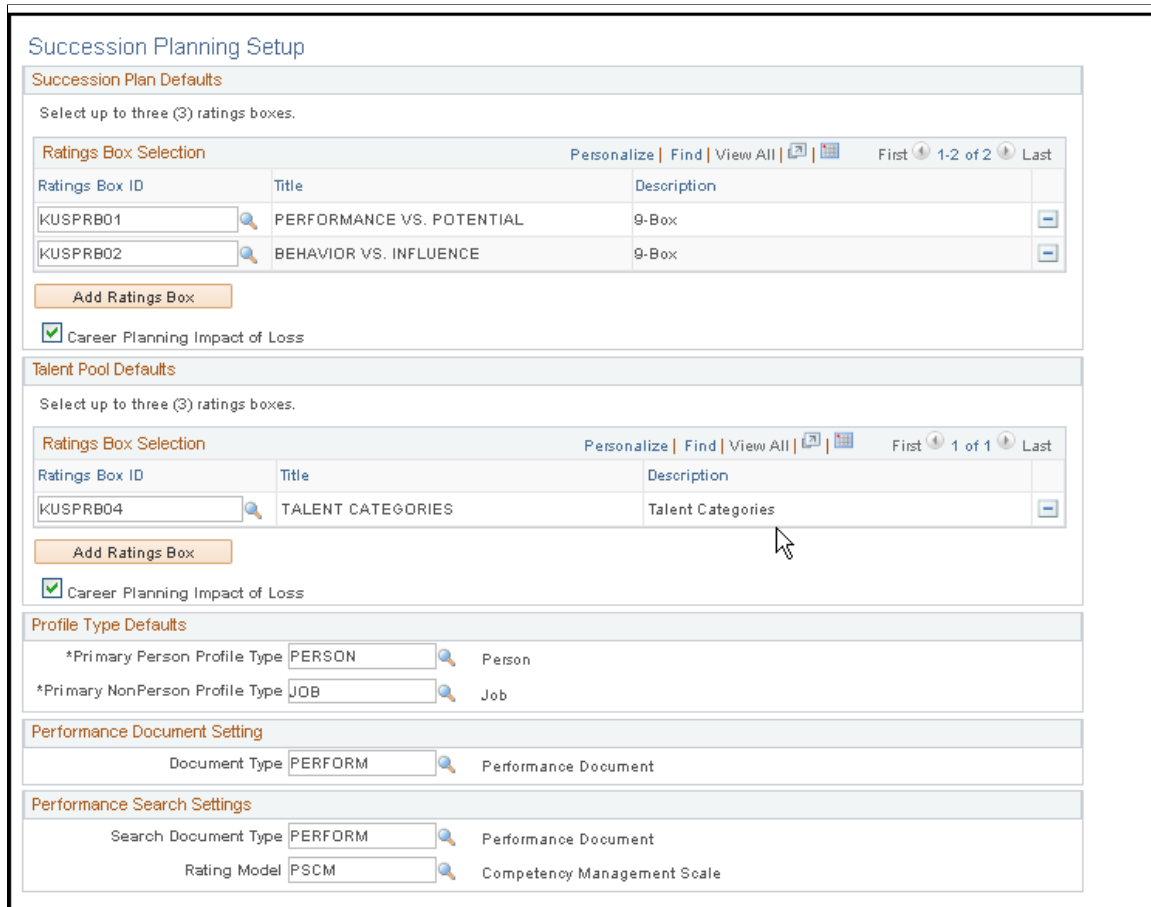 Succession Planning Setup
Succession Plan Defaults
Select up to three (3) ratings boxes.
Ratings Box Selection Personalize | Find | View All | | First 1-2 of 2 Last
Ratings Box ID Title Description
KUSPRB01 PERFORMANCE VS. POTENTIAL 9-Box
KUSPRB02 BEHAVIOR VS. INFLUENCE 9-Box
Add Ratings Box
Career Planning Impact of Loss
Talent Pool Defaults
Select up to three (3) ratings boxes.
Ratings Box Selection Personalize | Find | View All | | First 1 of 1 Last
Ratings Box ID Title Description
KUSPRB04 TALENT CATEGORIES Talent Categories
Add Ratings Box
Career Planning Impact of Loss
Profile Type Defaults
*Primary Person Profile Type PERSON Person
*Primary NonPerson Profile Type JOB Job
Performance Document Setting
Document Type PERFORM Performance Document
Performance Search Settings
Search Document Type PERFORM Performance Document
Rating Model PSCM Competency Management Scale